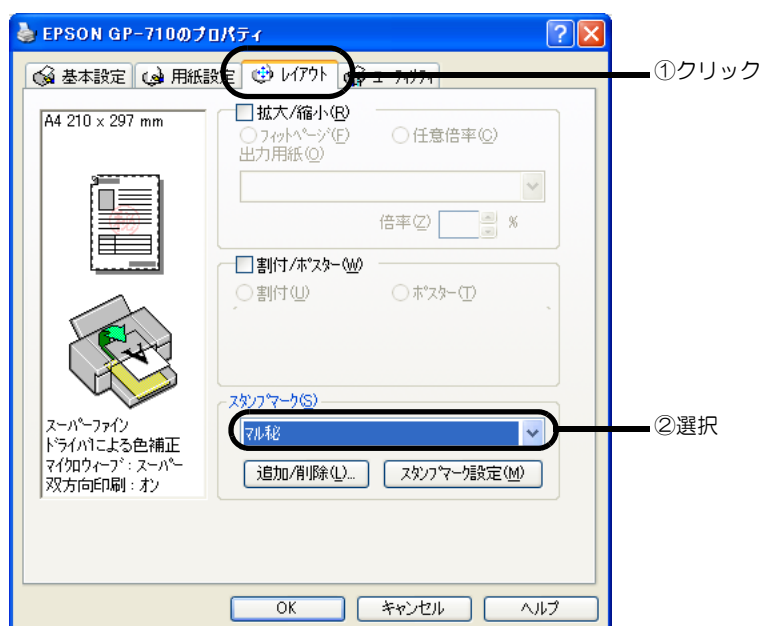 EPSON GP-710のプロパティ
基本設定 用紙設定 レイアウト ユーティリティ
①クリック
A4 210 x 297 mm
スーパーファイン
ドライバによる色補正
マイクロウィーブ:スーパー
双方向印刷:オン
拡大/縮小(R)
フィットページ(F) 任意倍率(C)
出力用紙(O)
倍率(Z) %
割付/ポスター(W)
割付(U) ポスター(T)
スタンプマーク(S)
マル秘
②選択
追加/削除(L)... スタンプマーク設定(M)
OK キャンセル ヘルプ